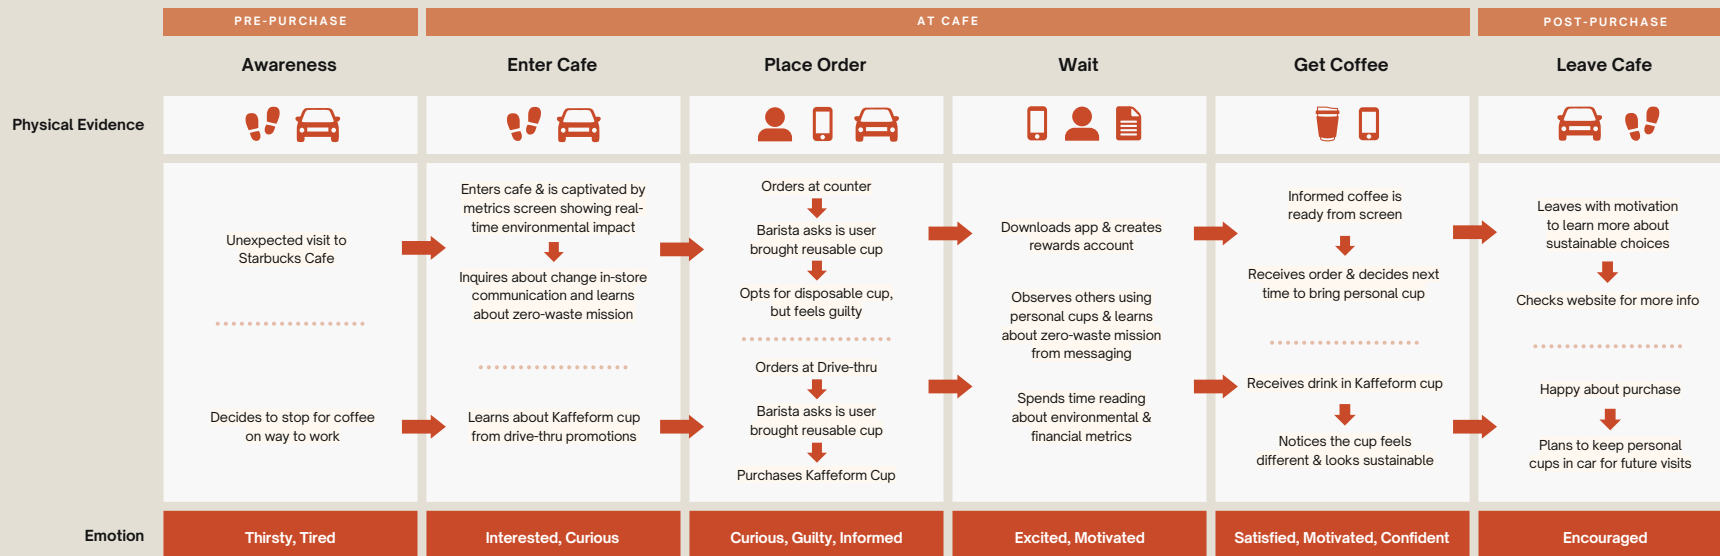 PRE-PURCHASE
AT CAFE
POST-PURCHASE
Awareness
Enter Cafe
Place Order
Wait
Get Coffee
Leave Cafe
Physical Evidence
Unexpected visit to
Starbucks Cafe
Decides to stop for coffee
on way to work
Enters cafe & is captivated by
metrics screen showing real-
time environmental impact
Inquires about change in-store
communication and learns
about zero-waste mission
Learns about Kaffeform cup
from drive-thru promotions
Orders at counter
Barista asks is user
brought reusable cup
Opts for disposable cup,
but feels guilty
Orders at Drive-thru
Barista asks is user
brought reusable cup
Purchases Kaffeform Cup
Downloads app & creates
rewards account
Observes others using
personal cups & learns
about zero-waste mission
from messaging
Spends time reading
about environmental &
financial metrics
Informed coffee is
ready from screen
Receives order & decides next
time to bring personal cup
Receives drink in Kaffeform cup
Notices the cup feels
different & looks sustainable
Leaves with motivation
to learn more about
sustainable choices
Checks website for more info
Happy about purchase
Plans to keep personal
cups in car for future visits
Emotion
Thirsty, Tired
Interested, Curious
Curious, Guilty, Informed
Excited, Motivated
Satisfied, Motivated, Confident
Encouraged